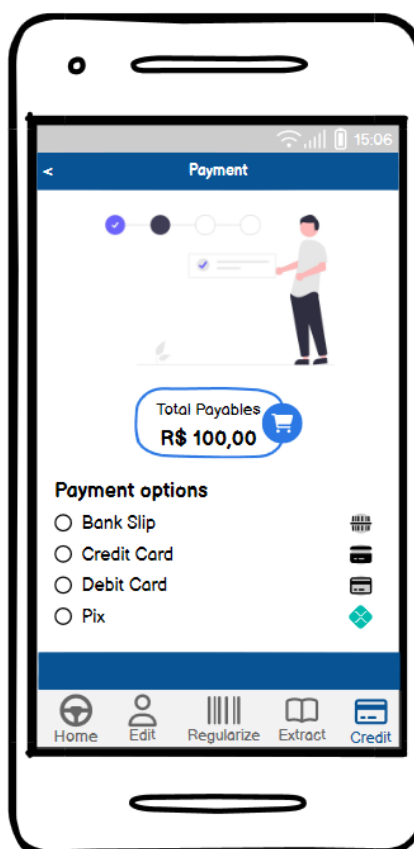 15:06
< Payment
Total Payables
R$ 100,00
Payment options
Bank Slip
Credit Card
Debit Card
Pix
Home Edit Regularize Extract Credit